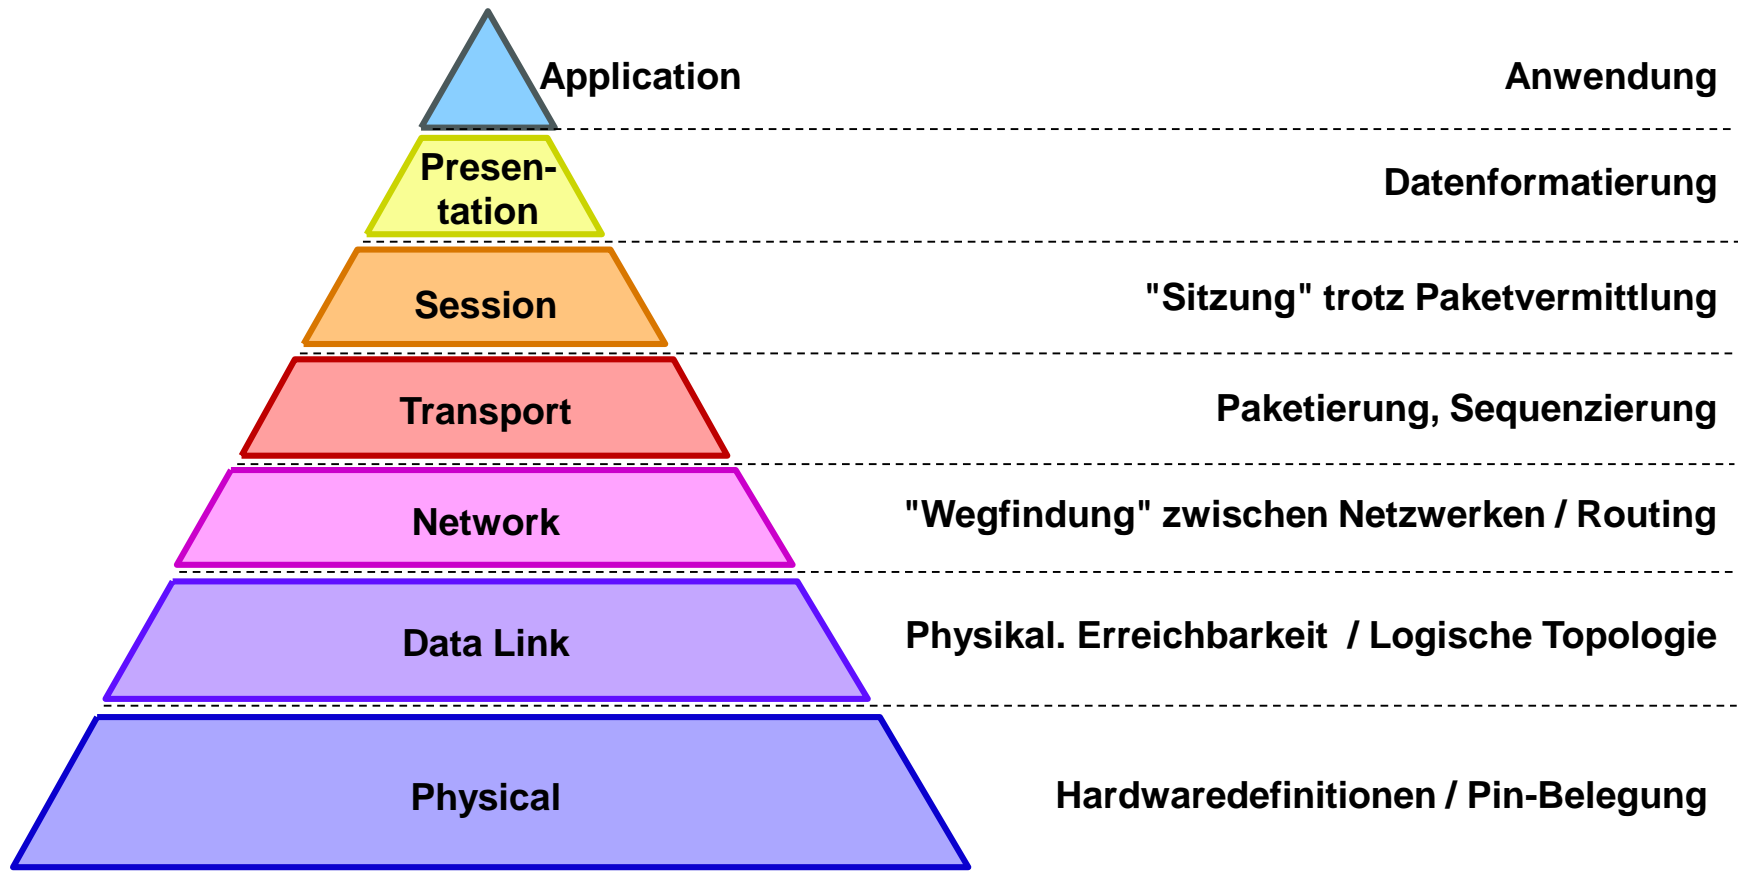 Application
Anwendung
Presen-
tation
Datenformatierung
Session
"Sitzung" trotz Paketvermittlung
Transport
Paketierung, Sequenzierung
Network
"Wegfindung" zwischen Netzwerken / Routing
Data Link
Physikal. Erreichbarkeit / Logische Topologie
Physical
Hardwaredefinitionen / Pin-Belegung